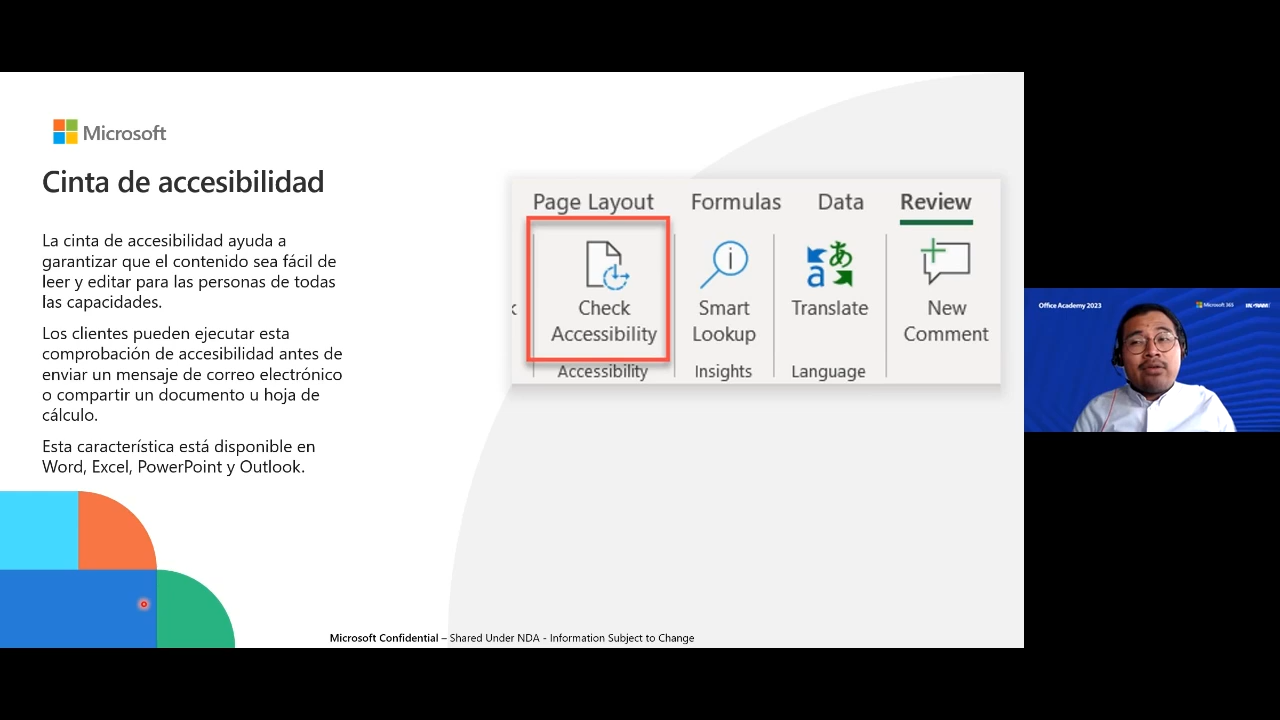 Microsoft
Cinta de accesibilidad
La cinta de accesibilidad ayuda a
garantizar que el contenido sea fácil de
leer y editar para las personas de todas
las capacidades.
Los clientes pueden ejecutar esta
comprobación de accesibilidad antes de
enviar un mensaje de correo electrónico
o compartir un documento u hoja de
cálculo.
Esta característica está disponible en
Word, Excel, PowerPoint y Outlook.
Page Layout Formulas Data Review
Check Accessibility
Smart Lookup
Translate
New Comment
Accessibility Insights Language
Microsoft Confidential – Shared Under NDA - Information Subject to Change
Office Academy 2023
Microsoft 365